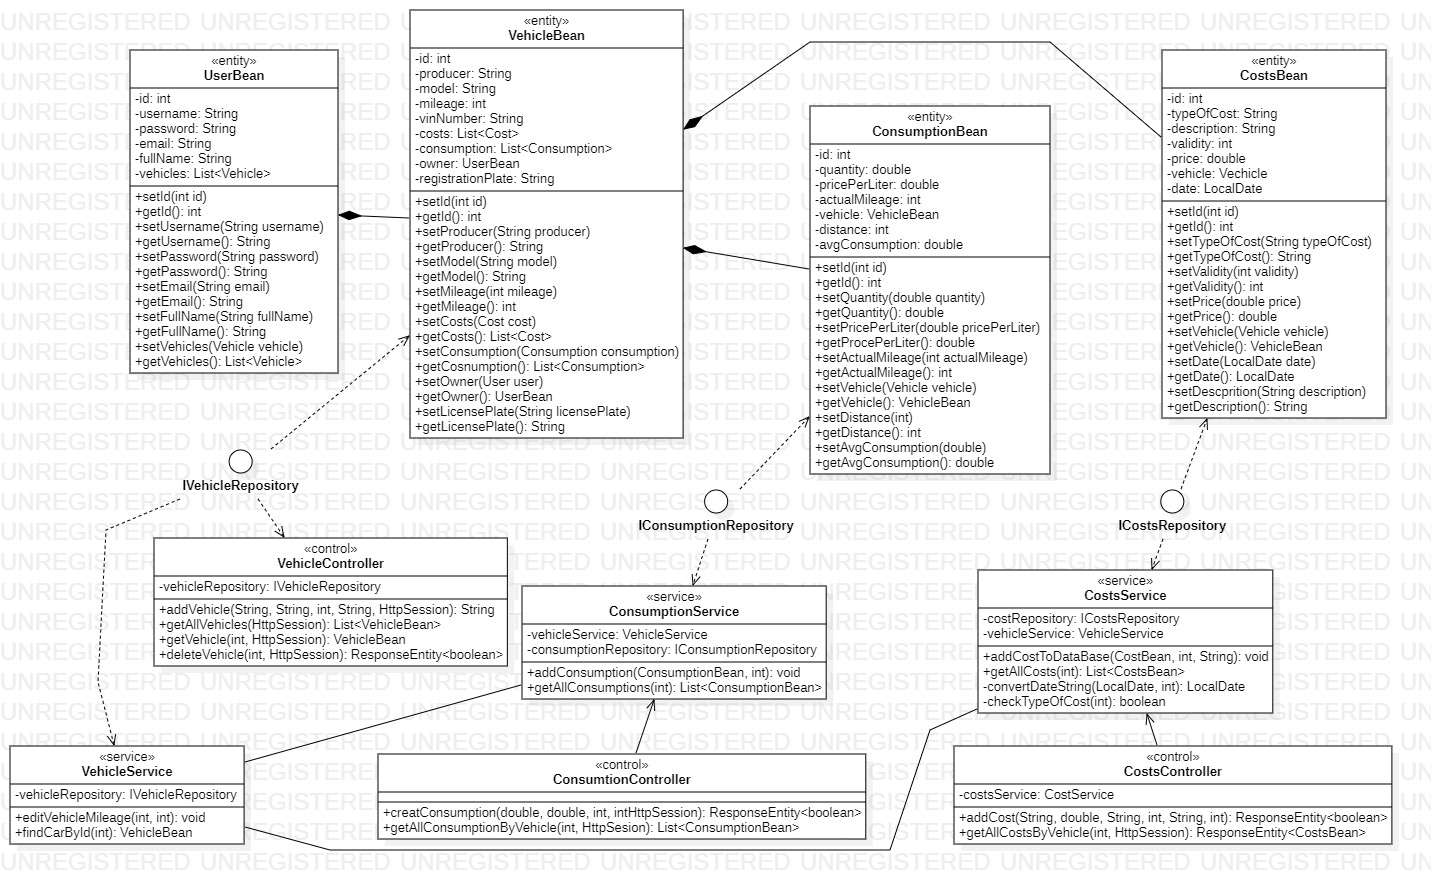 «entity»
UserBean
-id: int
-username: String
-password: String
-email: String
-fullName: String
-vehicles: List<Vehicle>
+setId(int id)
+getId(): int
+setUsername(String username)
+getUsername(): String
+setPassword(String password)
+getPassword(): String
+setEmail(String email)
+getEmail(): String
+setFullName(String fullName)
+getFullName(): String
+setVehicles(Vehicle vehicle)
+getVehicles(): List<Vehicle>
«entity»
VehicleBean
-id: int
-producer: String
-model: String
-mileage: int
-vinNumber: String
-costs: List<Cost>
-consumption: List<Consumption>
-owner: UserBean
-registrationPlate: String
+setId(int id)
+getId(): int
+setProducer(String producer)
+getProducer(): String
+setModel(String model)
+getModel(): String
+setMileage(int mileage)
+getMileage(): int
+setCosts(Cost cost)
+getCosts(): List<Cost>
+setConsumption(Consumption consumption)
+getCosnumption(): List<Consumption>
+setOwner(User user)
+getOwner(): UserBean
+setLicensePlate(String licensePlate)
+getLicensePlate(): String
«entity»
ConsumptionBean
-id: int
-quantity: double
-pricePerLiter: double
-actualMileage: int
-vehicle: VehicleBean
-distance: int
-avgConsumption: double
+setId(int id)
+getId(): int
+setQuantity(double quantity)
+getQuantity(): double
+setPricePerLiter(double pricePerLiter)
+getProcePerLiter(): double
+setActualMileage(int actualMileage)
+getActualMileage(): int
+setVehicle(Vehicle vehicle)
+getVehicle(): VehicleBean
+setDistance(int)
+getDistance(): int
+setAvgConsumption(double)
+getAvgConsumption(): double
«entity»
CostsBean
-id: int
-typeOfCost: String
-description: String
-validity: int
-price: double
-vehicle: Vechicle
-date: LocalDate
+setId(int id)
+getId(): int
+setTypeOfCost(String typeOfCost)
+getTypeOfCost(): String
+setValidity(int validity)
+getValidity(): int
+setPrice(double price)
+getPrice(): double
+setVehicle(Vehicle vehicle)
+getVehicle(): VehicleBean
+setDate(LocalDate date)
+getDate(): LocalDate
+setDescprition(String description)
+getDescription(): String
IVehicleRepository
IConsumptionRepository
ICostsRepository
«control»
VehicleController
-vehicleRepository: IVehicleRepository
+addVehicle(String, String, int, String, HttpSession): String
+getAllVehicles(HttpSession): List<VehicleBean>
+getVehicle(int, HttpSession): VehicleBean
+deleteVehicle(int, HttpSession): ResponseEntity<boolean>
«service»
ConsumptionService
-vehicleService: VehicleService
-consumptionRepository: IConsumptionRepository
+addConsumption(ConsumptionBean, int): void
+getAllConsumptions(int): List<ConsumptionBean>
«service»
CostsService
-costRepository: ICostsRepository
-vehicleService: VehicleService
+addCostToDataBase(CostBean, int, String): void
+getAllCosts(int): List<CostsBean>
-convertDateString(LocalDate, int): LocalDate
-checkTypeOfCost(int): boolean
«service»
VehicleService
-vehicleRepository: IVehicleRepository
+editVehicleMileage(int, int): void
+findCarById(int): VehicleBean
«control»
ConsumtionController
+creatConsumption(double, double, int, intHttpSession): ResponseEntity<boolean>
+getAllConsumptionByVehicle(int, HttpSesion): List<ConsumptionBean>
«control»
CostsController
-costsService: CostService
+addCost(String, double, String, int, String, int): ResponseEntity<boolean>
+getAllCostsByVehicle(int, HttpSession): ResponseEntity<CostsBean>